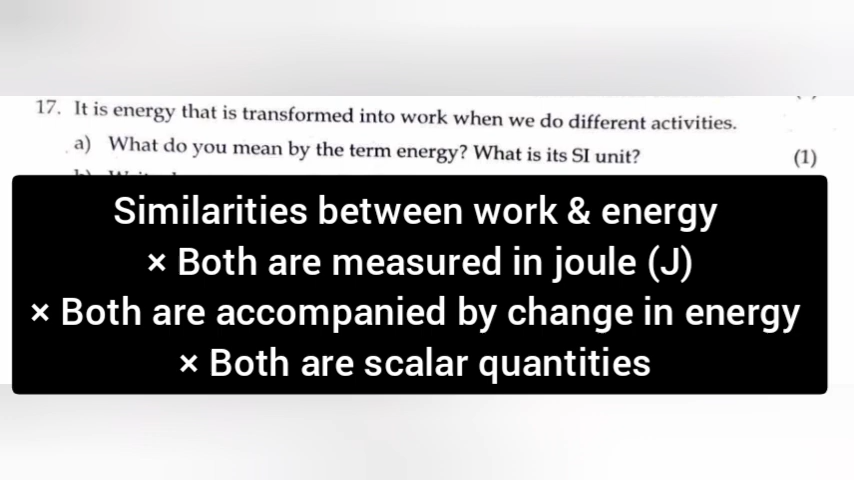 17. It is energy that is transformed into work when we do different activities.
a) What do you mean by the term energy? What is its SI unit? (1)
Similarities between work & energy
× Both are measured in joule (J)
× Both are accompanied by change in energy
× Both are scalar quantities